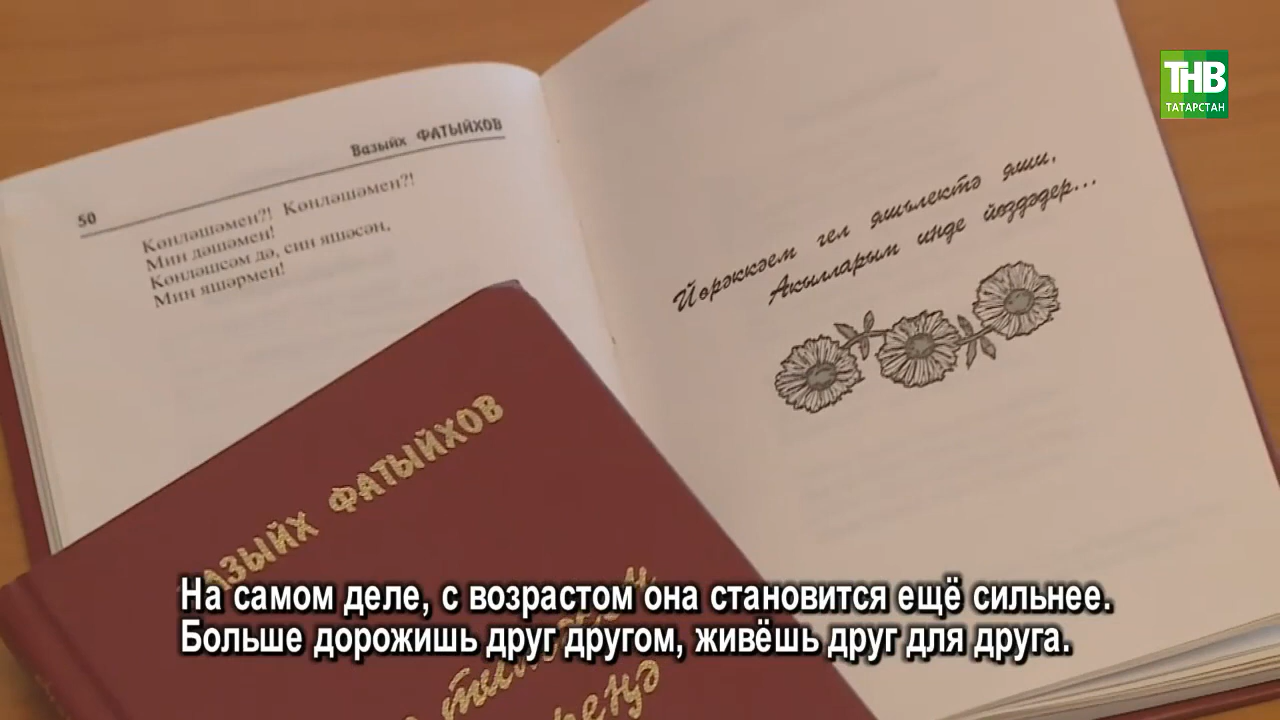 ТНВ
ТАТАРСТАН
Вазыйх ФАТЫЙХОВ
50
Көнләшәмен?! Көнләшәмен?!
Мин дәшәмен!
Көнләшсәм дә, син яшәсән,
Мин яшәрмен!
Йөрәккәем гел яшьлектә яши,
Акылларым инде йөздәдер...
ВАЗЫЙХ ФАТЫЙХОВ
На самом деле, с возрастом она становится ещё сильнее.
Больше дорожишь друг другом, живёшь друг для друга.